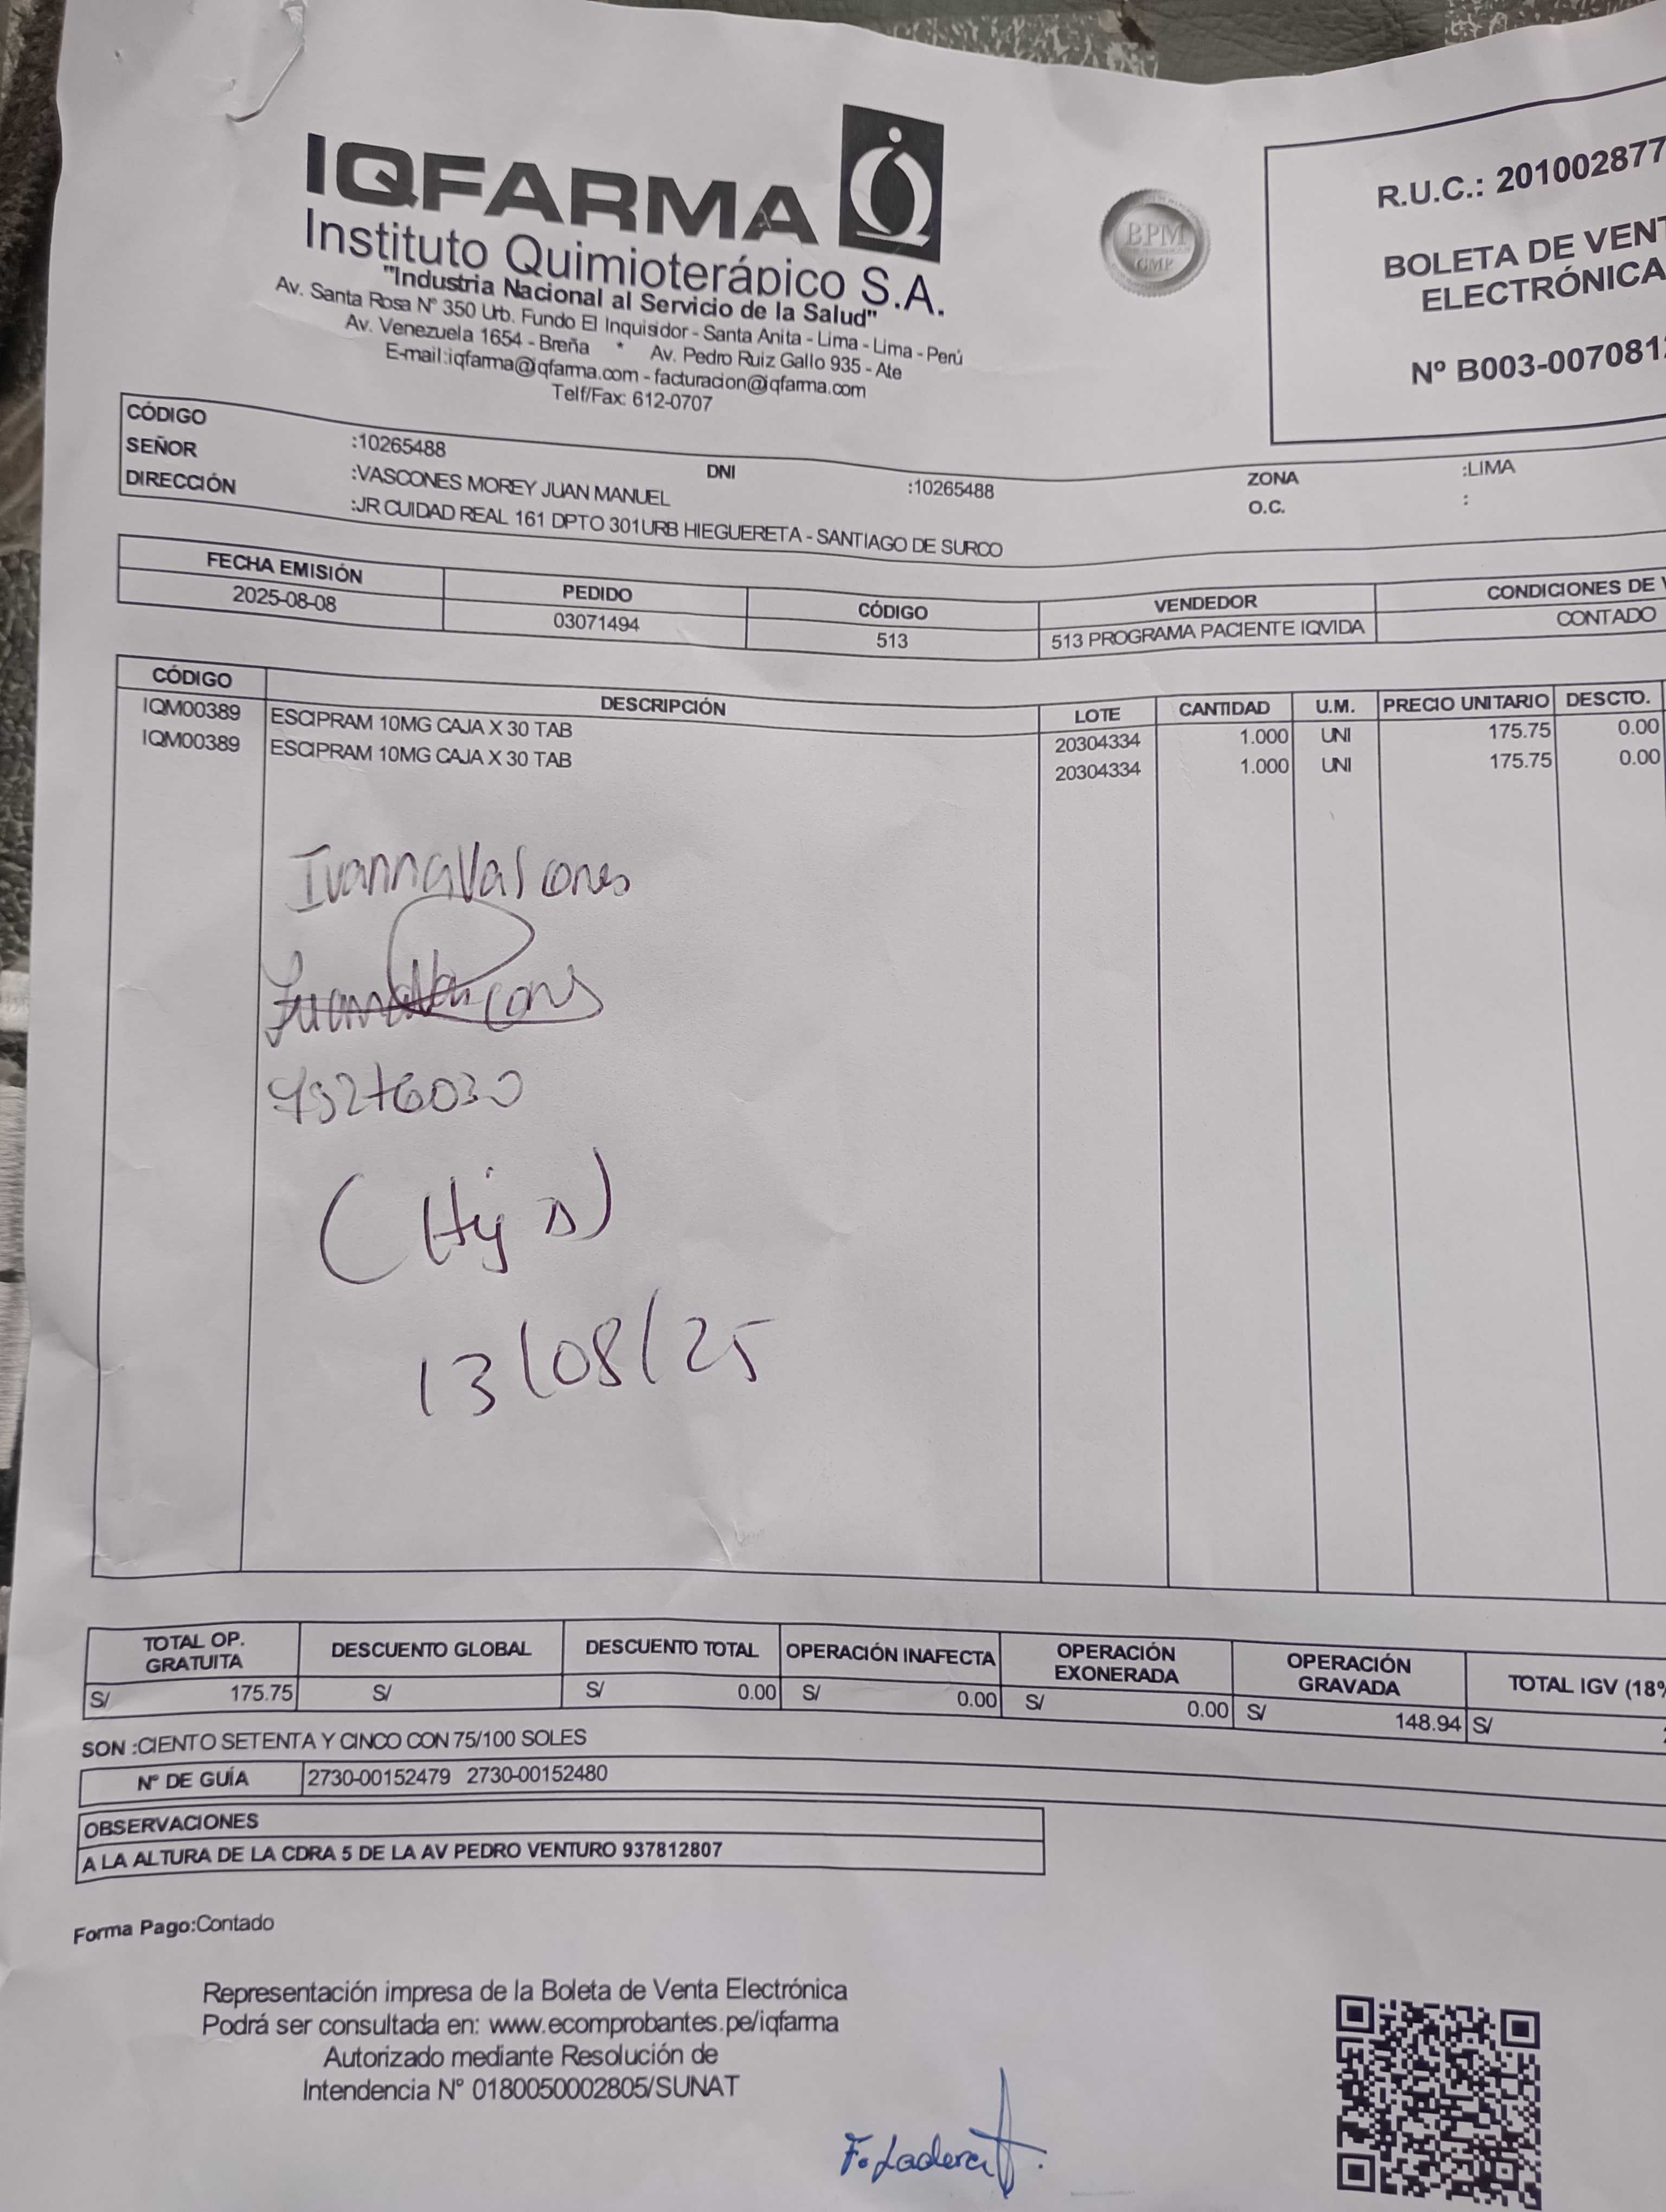 IQFARMA
Instituto Quimioterápico S.A.
"Industria Nacional al Servicio de la Salud"
Av. Santa Rosa N° 350 Urb. Fundo El Inquisidor - Santa Anita - Lima - Lima - Perú
Av. Venezuela 1654 - Breña * Av. Pedro Ruiz Gallo 935 - Ate
E-mail:iqfarma@iqfarma.com - facturacion@iqfarma.com
Telf/Fax: 612-0707
BPM
GMP
R.U.C.: 201002877
BOLETA DE VENT
ELECTRÓNICA
Nº B003-0070812
CÓDIGO :10265488 DNI :10265488 ZONA :LIMA
SEÑOR :VASCONES MOREY JUAN MANUEL O.C. :
DIRECCIÓN :JR CUIDAD REAL 161 DPTO 301URB HIEGUERETA - SANTIAGO DE SURCO
FECHA EMISIÓN PEDIDO CÓDIGO VENDEDOR CONDICIONES DE V
2025-08-08 03071494 513 513 PROGRAMA PACIENTE IQVIDA CONTADO
CÓDIGO DESCRIPCIÓN LOTE CANTIDAD U.M. PRECIO UNITARIO DESCTO.
IQM00389 ESCIPRAM 10MG CAJA X 30 TAB 20304334 1.000 UNI 175.75 0.00
IQM00389 ESCIPRAM 10MG CAJA X 30 TAB 20304334 1.000 UNI 175.75 0.00
Ivanna Vascones
(Hija)
13/08/25
TOTAL OP. GRATUITA DESCUENTO GLOBAL DESCUENTO TOTAL OPERACIÓN INAFECTA OPERACIÓN EXONERADA OPERACIÓN GRAVADA TOTAL IGV (18%
S/ 175.75 S/ S/ 0.00 S/ 0.00 S/ 0.00 S/ 148.94 S/
SON :CIENTO SETENTA Y CINCO CON 75/100 SOLES
N° DE GUÍA 2730-00152479 2730-00152480
OBSERVACIONES
A LA ALTURA DE LA CDRA 5 DE LA AV PEDRO VENTURO 937812807
Forma Pago:Contado
Representación impresa de la Boleta de Venta Electrónica
Podrá ser consultada en: www.ecomprobantes.pe/iqfarma
Autorizado mediante Resolución de
Intendencia N° 0180050002805/SUNAT
F. Ladera